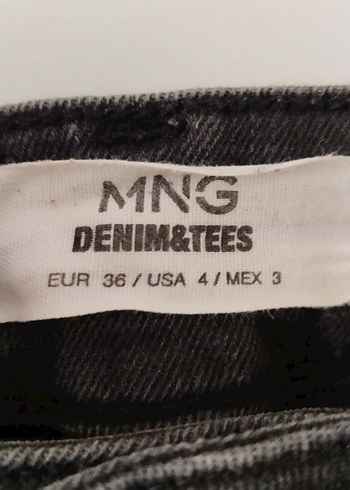 MNG
DENIM&TEES
EUR 36 / USA 4 / MEX 3